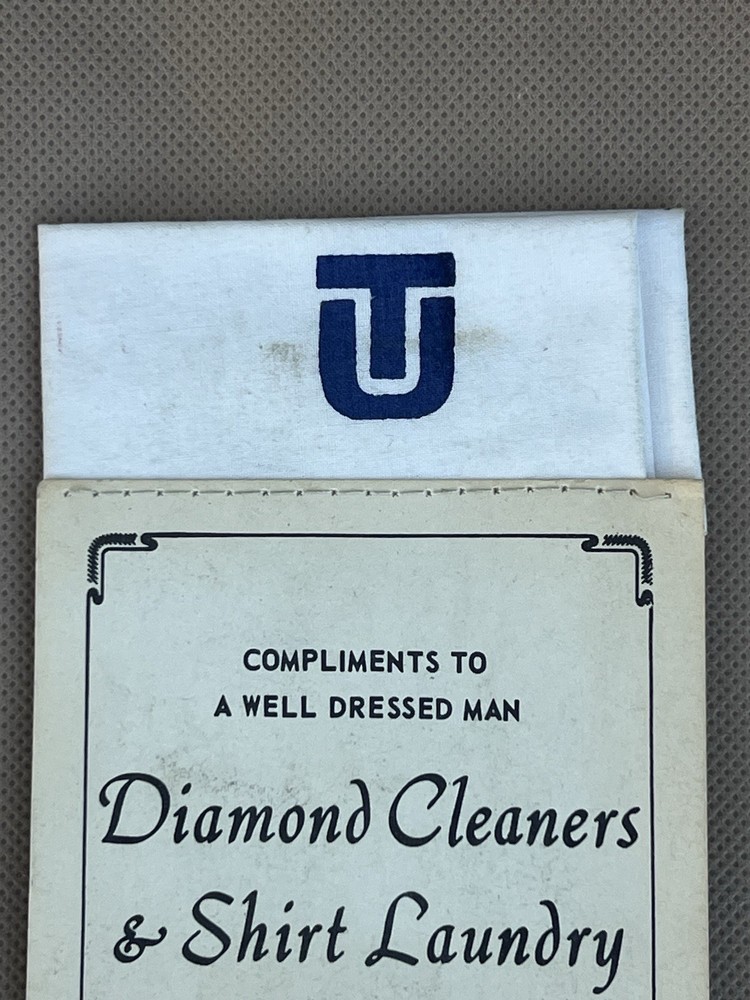 TU
COMPLIMENTS TO
A WELL DRESSED MAN
Diamond Cleaners
& Shirt Laundry